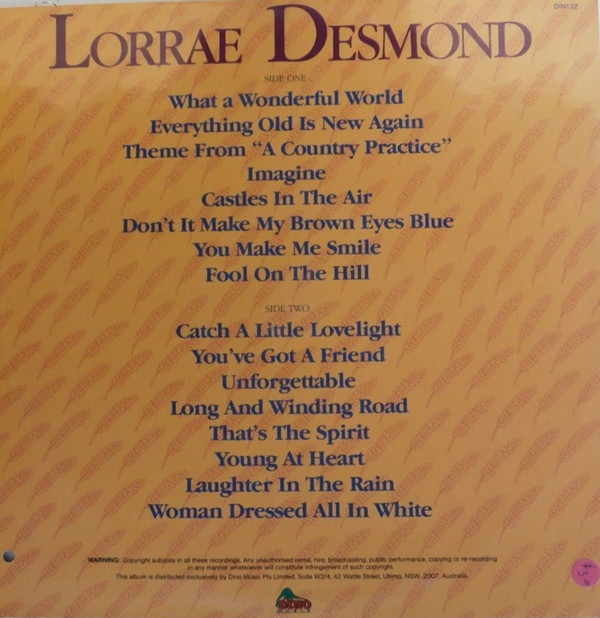 DIN132
LORRAE DESMOND
SIDE ONE
What a Wonderful World
Everything Old Is New Again
Theme From “A Country Practice”
Imagine
Castles In The Air
Don't It Make My Brown Eyes Blue
You Make Me Smile
Fool On The Hill
SIDE TWO
Catch A Little Lovelight
You've Got A Friend
Unforgettable
Long And Winding Road
That's The Spirit
Young At Heart
Laughter In The Rain
Woman Dressed All In White
WARNING: Copyright subsists in all these recordings. Any unauthorised rental, hire, broadcasting, public performance, copying or re-recording
in any manner whatsoever will constitute infringement of such copyright.
This album is distributed exclusively by Dino Music Pty Limited, Suite W2/4, 42 Wattle Street, Ultimo, NSW, 2007, Australia.
DINO
MUSIC